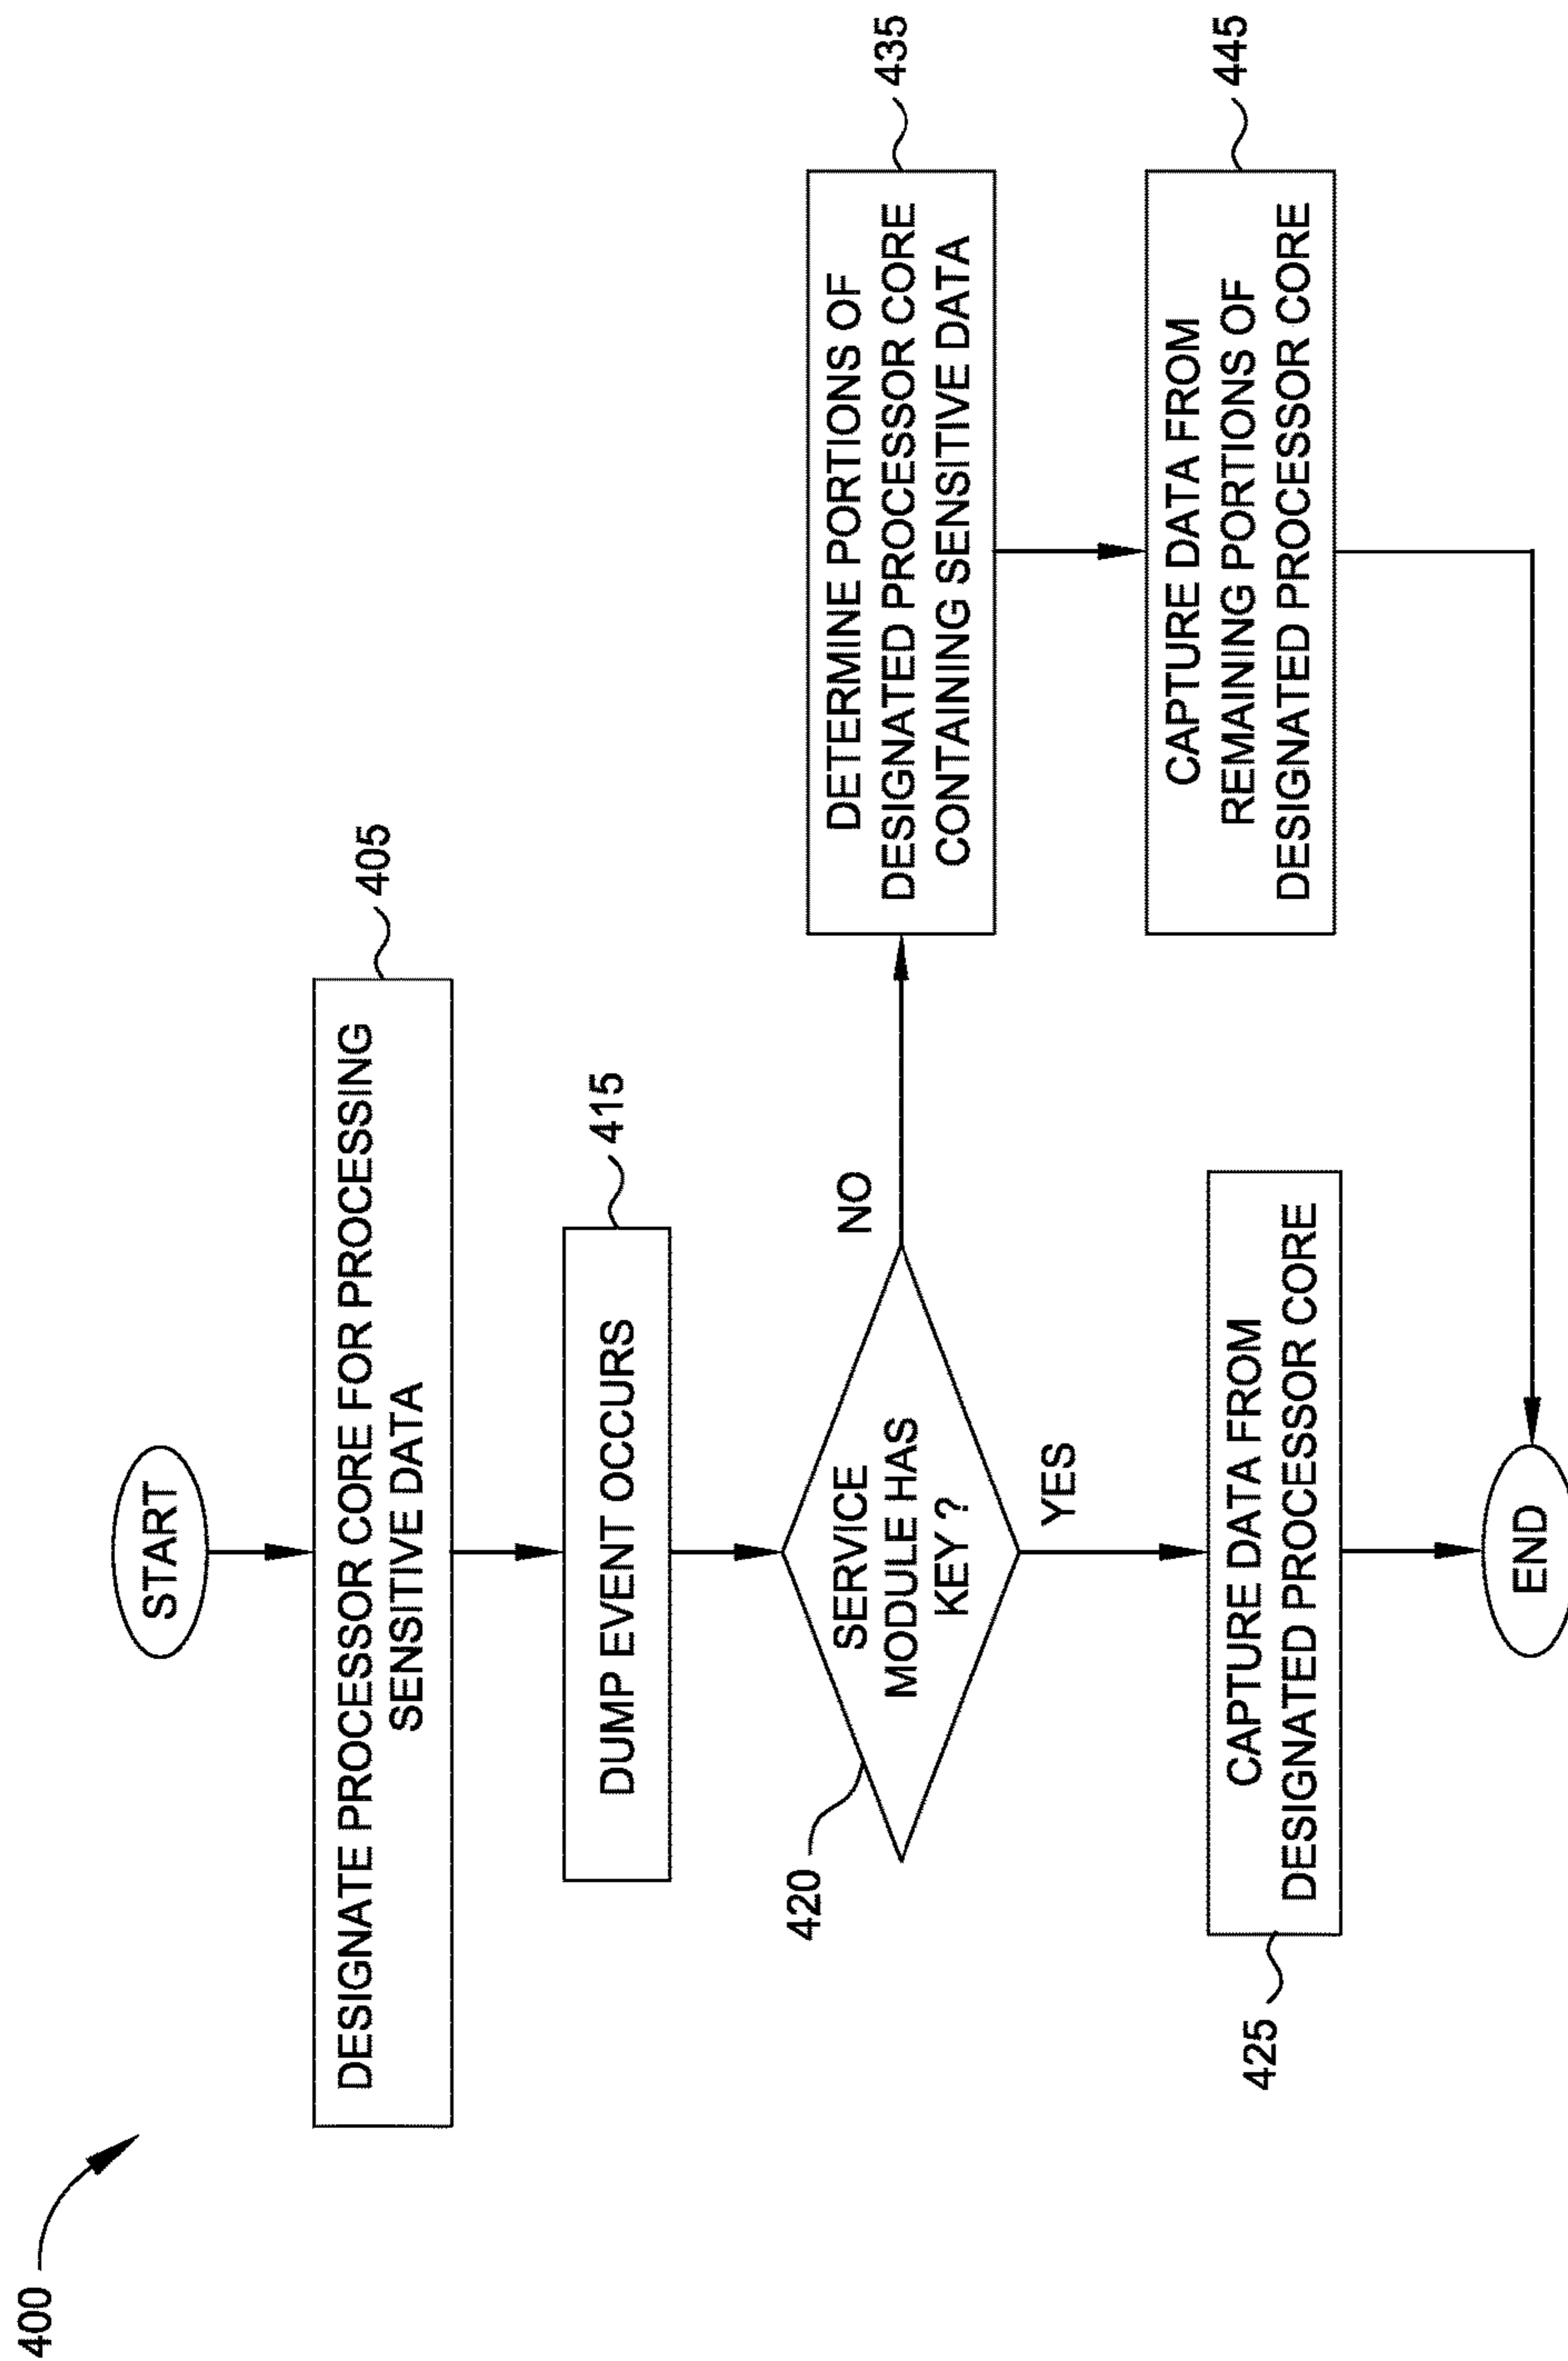 400
START
DESIGNATE PROCESSOR CORE FOR PROCESSING
SENSITIVE DATA
405
DUMP EVENT OCCURS
415
SERVICE
MODULE HAS
KEY ?
420
NO
YES
DETERMINE PORTIONS OF
DESIGNATED PROCESSOR CORE
CONTAINING SENSITIVE DATA
435
CAPTURE DATA FROM
REMAINING PORTIONS OF
DESIGNATED PROCESSOR CORE
445
CAPTURE DATA FROM
DESIGNATED PROCESSOR CORE
425
END